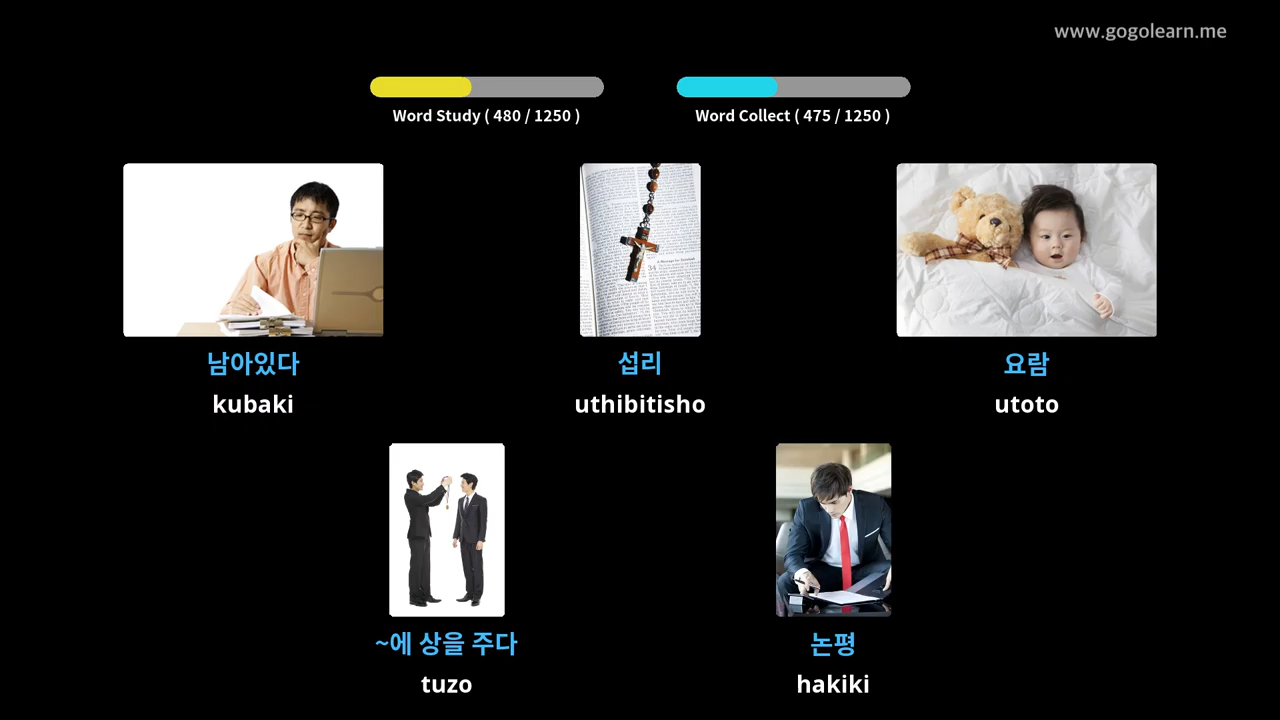 www.gogolearn.me
Word Study ( 480 / 1250 )
Word Collect ( 475 / 1250 )
남아있다
kubaki
섭리
uthibitisho
요람
utoto
~에 상을 주다
tuzo
논평
hakiki